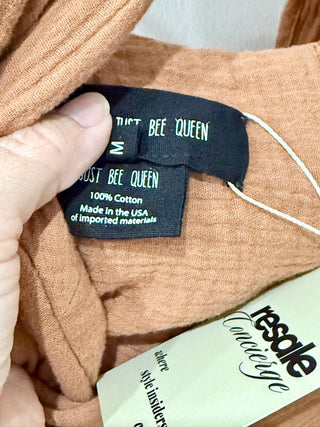 JUST BEE QUEEN
M
JUST BEE QUEEN
100% Cotton
Made in the USA
of imported materials
resale
Concierge
where
style insiders